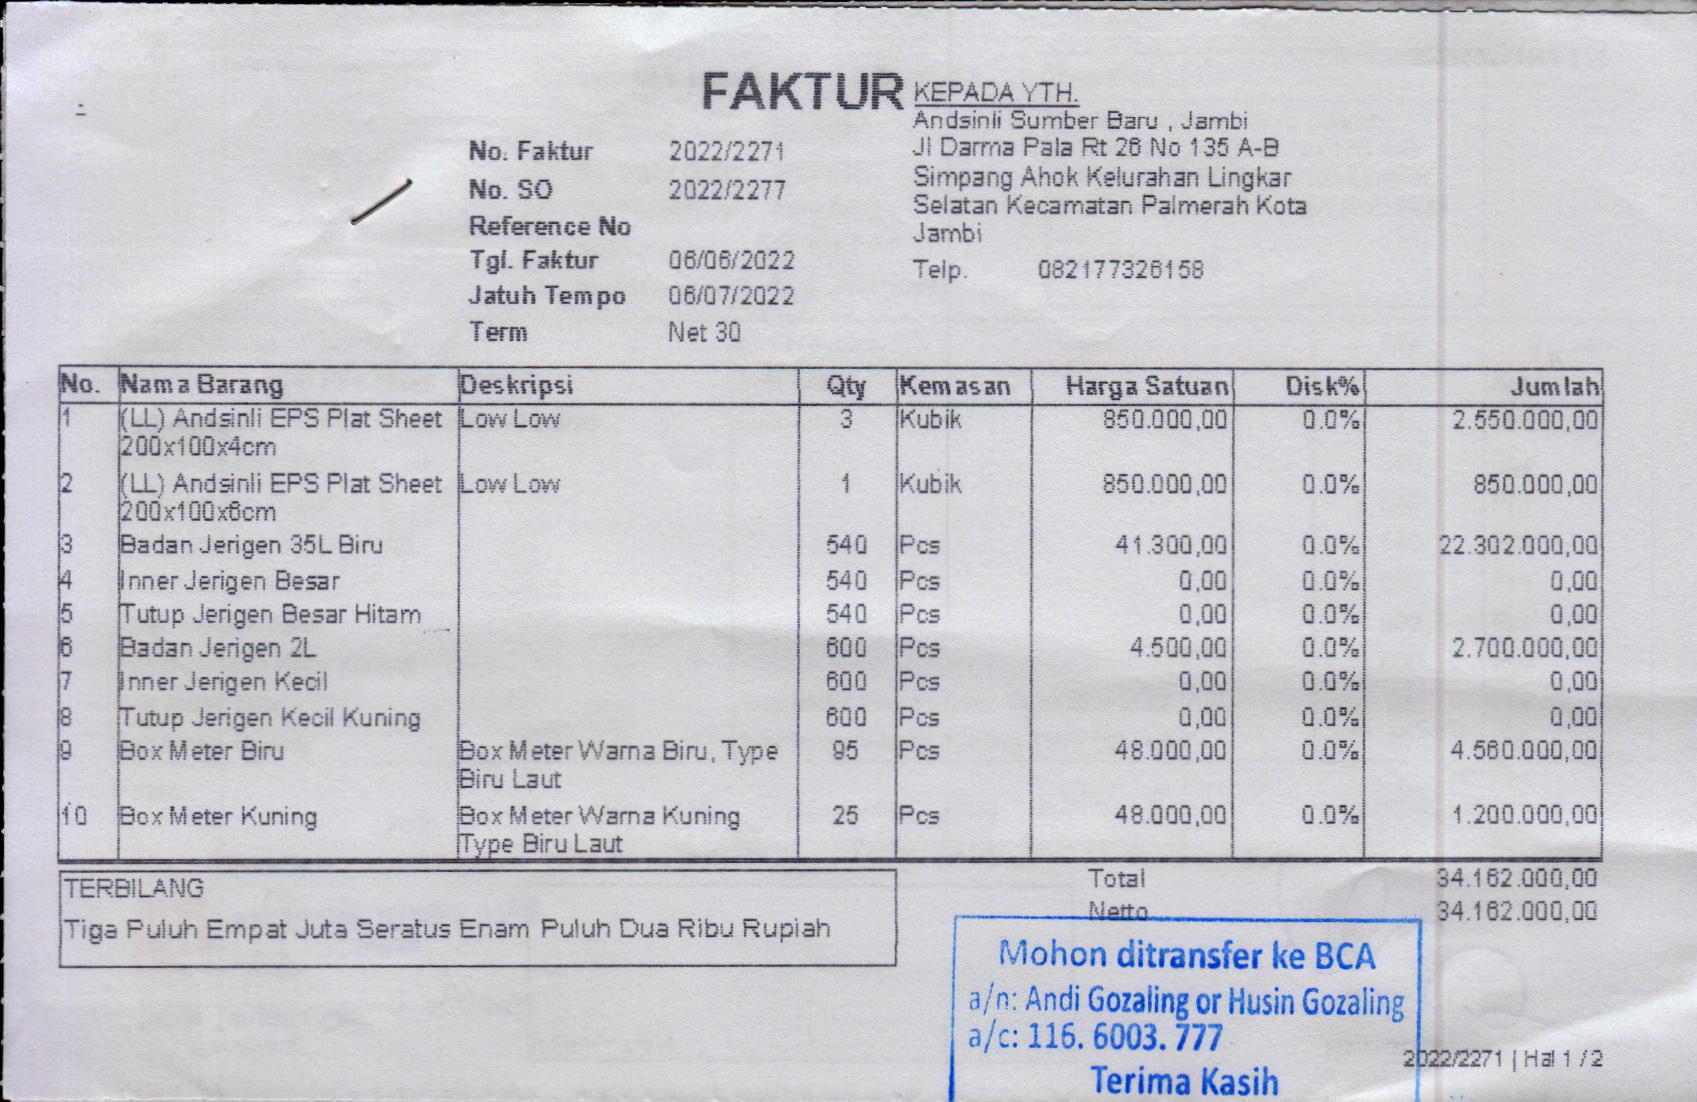 FAKTUR
No. Faktur 2022/2271
No. SO 2022/2277
Reference No
Tgl. Faktur 06/06/2022
Jatuh Tempo 06/07/2022
Term Net 30
KEPADA YTH.
Andsinli Sumber Baru , Jambi
Jl Darma Pala Rt 26 No 135 A-B
Simpang Ahok Kelurahan Lingkar
Selatan Kecamatan Palmerah Kota
Jambi
Telp. 082177326158
No. Nama Barang Deskripsi Qty Kemasan Harga Satuan Disk% Jumlah
1 (LL) Andsinli EPS Plat Sheet Low Low 3 Kubik 850.000,00 0.0% 2.550.000,00
200x100x4cm
2 (LL) Andsinli EPS Plat Sheet Low Low 1 Kubik 850.000,00 0.0% 850.000,00
200x100x6cm
3 Badan Jerigen 35L Biru 540 Pcs 41.300,00 0.0% 22.302.000,00
4 Inner Jerigen Besar 540 Pcs 0,00 0.0% 0,00
5 Tutup Jerigen Besar Hitam 540 Pcs 0,00 0.0% 0,00
6 Badan Jerigen 2L 600 Pcs 4.500,00 0.0% 2.700.000,00
7 Inner Jerigen Kecil 600 Pcs 0,00 0.0% 0,00
8 Tutup Jerigen Kecil Kuning 600 Pcs 0,00 0.0% 0,00
9 Box Meter Biru Box Meter Warna Biru, Type 95 Pcs 48.000,00 0.0% 4.560.000,00
Biru Laut
10 Box Meter Kuning Box Meter Warna Kuning 25 Pcs 48.000,00 0.0% 1.200.000,00
Type Biru Laut
TERBILANG
Tiga Puluh Empat Juta Seratus Enam Puluh Dua Ribu Rupiah
Total 34.162.000,00
Netto 34.162.000,00
Mohon ditransfer ke BCA
a/n: Andi Gozaling or Husin Gozaling
a/c: 116. 6003. 777
Terima Kasih
2022/2271 | Hal 1 / 2